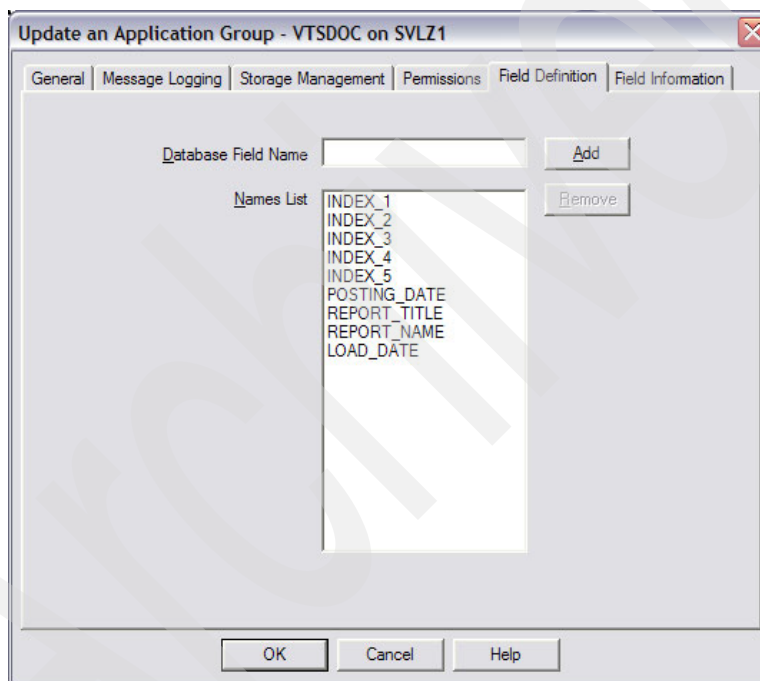 Update an Application Group - VTSDOC on SVLZ1
General Message Logging Storage Management Permissions Field Definition Field Information
Database Field Name Add
Names List Remove
INDEX_1
INDEX_2
INDEX_3
INDEX_4
INDEX_5
POSTING_DATE
REPORT_TITLE
REPORT_NAME
LOAD_DATE
OK Cancel Help